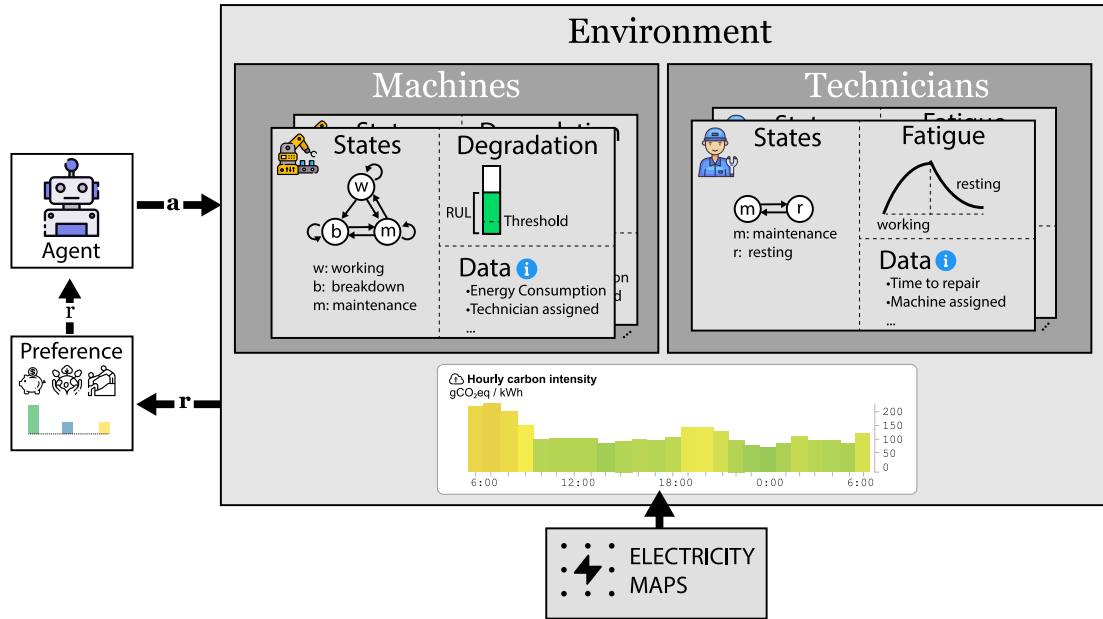 Environment
Machines
States
Degradation
w
b
m
w: working
b: breakdown
m: maintenance
RUL
Threshold
Data
•Energy Consumption
•Technician assigned
...
Technicians
States
Fatigue
m
r
m: maintenance
r: resting
resting
working
Data
•Time to repair
•Machine assigned
...
Agent
a
r
Preference
r
Hourly carbon intensity
gCO₂eq / kWh
200
150
100
50
0
6:00
12:00
18:00
0:00
6:00
ELECTRICITY
MAPS